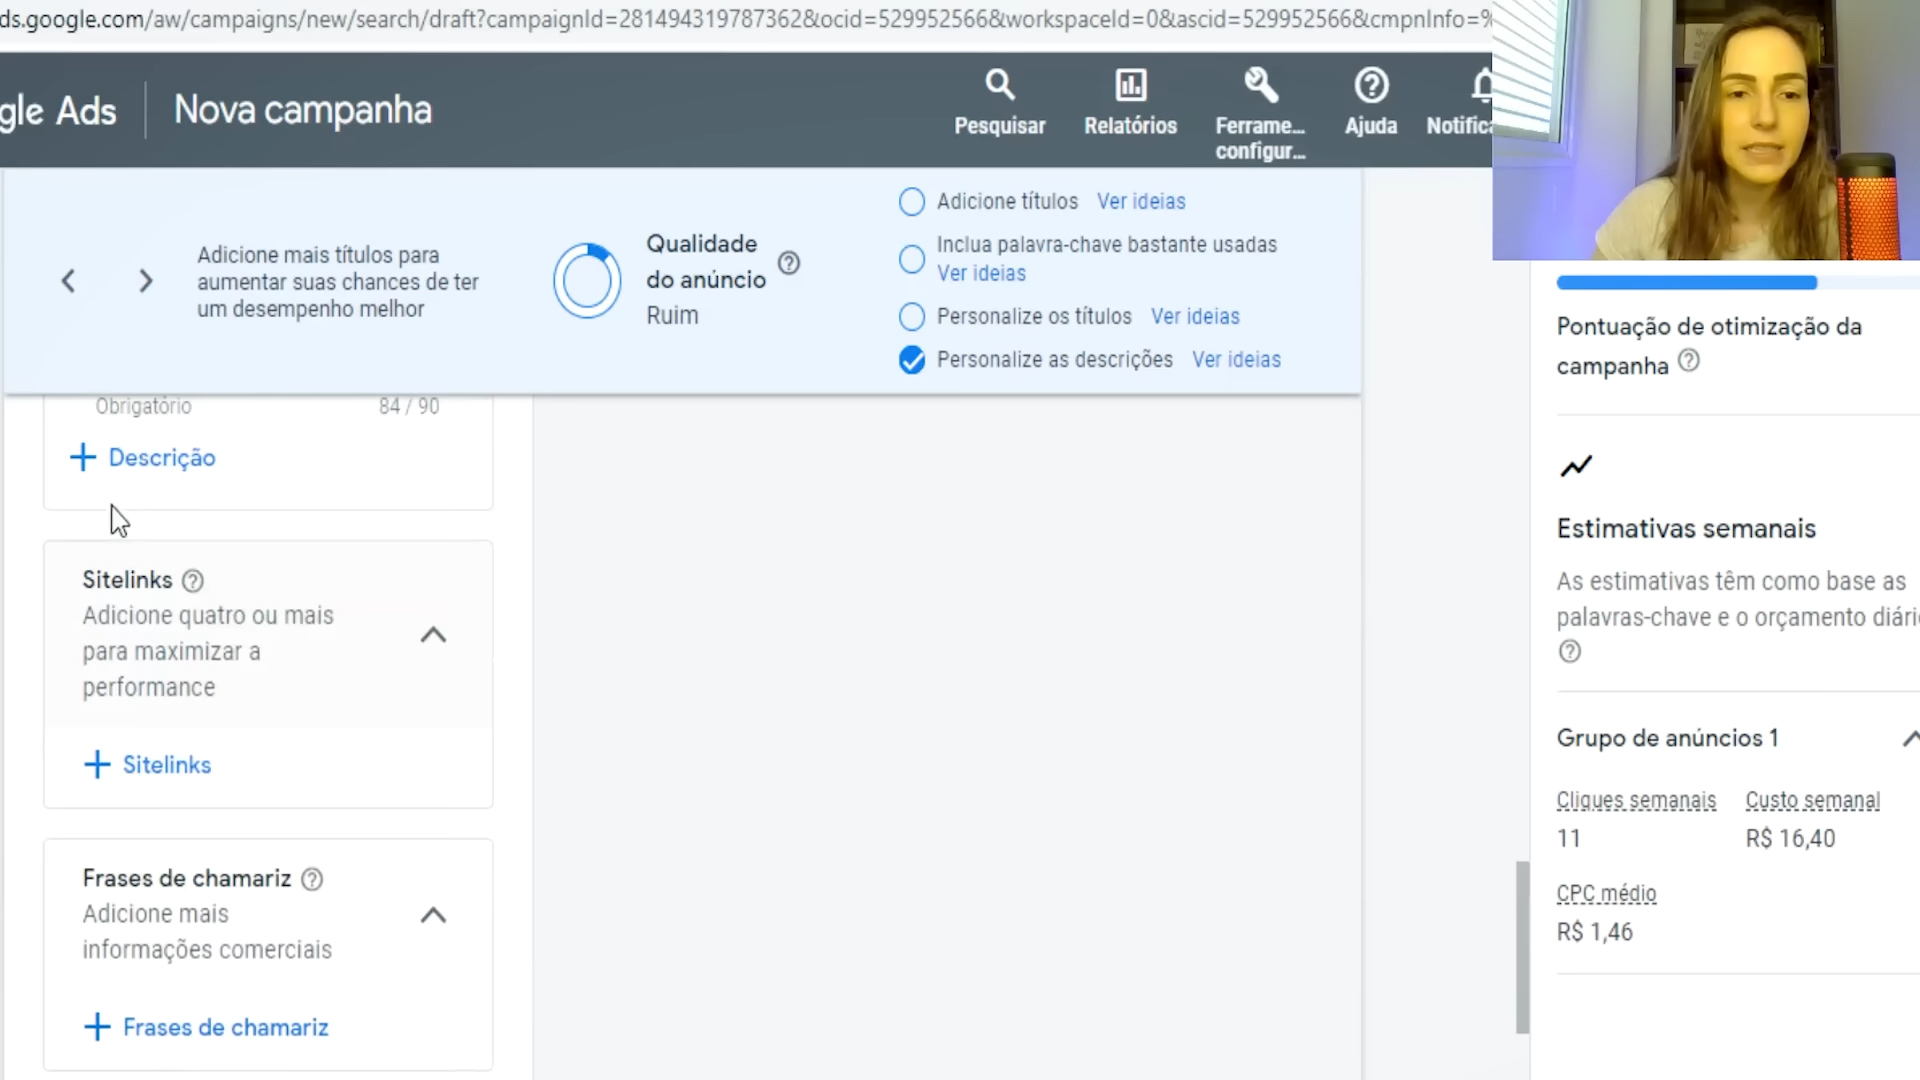 ds.google.com/aw/campaigns/new/search/draft?campaignId=281494319787362&ocid=529952566&workspaceId=0&ascid=529952566&cmpnInfo=%
gle Ads
Nova campanha
Pesquisar
Relatórios
Ferrame...
configur...
Ajuda
Notifica
Adicione mais títulos para
aumentar suas chances de ter
um desempenho melhor
Qualidade
do anúncio
Ruim
Adicione títulos Ver ideias
Inclua palavra-chave bastante usadas
Ver ideias
Personalize os títulos Ver ideias
Personalize as descrições Ver ideias
Obrigatório 84 / 90
+ Descrição
Sitelinks
Adicione quatro ou mais
para maximizar a
performance
+ Sitelinks
Frases de chamariz
Adicione mais
informações comerciais
+ Frases de chamariz
Pontuação de otimização da
campanha
Estimativas semanais
As estimativas têm como base as
palavras-chave e o orçamento diári
Grupo de anúncios 1
Cliques semanais Custo semanal
11 R$ 16,40
CPC médio
R$ 1,46